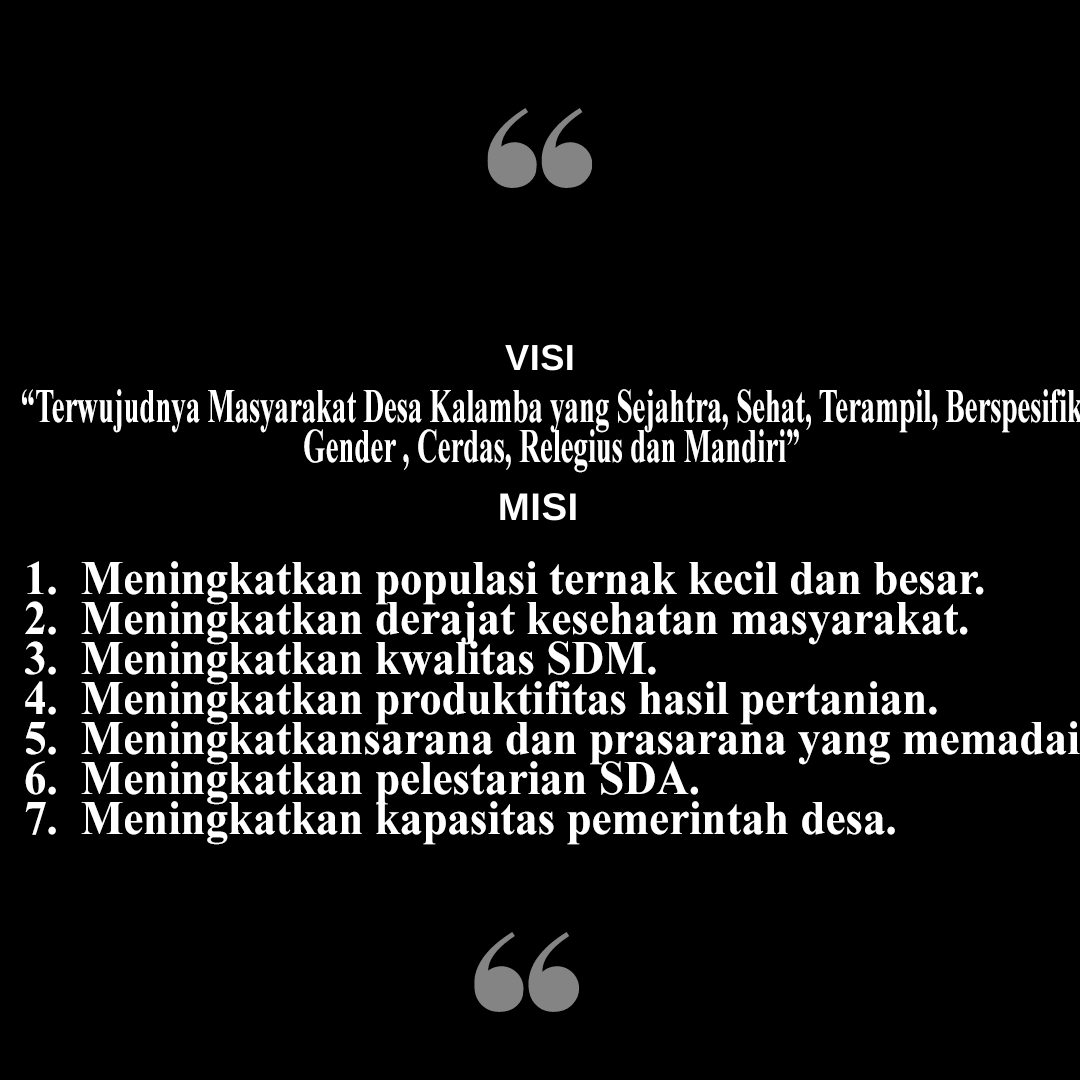 “
VISI
“Terwujudnya Masyarakat Desa Kalamba yang Sejahtra, Sehat, Terampil, Berspesifik
Gender , Cerdas, Relegius dan Mandiri”
MISI
1. Meningkatkan populasi ternak kecil dan besar.
2. Meningkatkan derajat kesehatan masyarakat.
3. Meningkatkan kwalitas SDM.
4. Meningkatkan produktifitas hasil pertanian.
5. Meningkatkansarana dan prasarana yang memadai
6. Meningkatkan pelestarian SDA.
7. Meningkatkan kapasitas pemerintah desa.
“